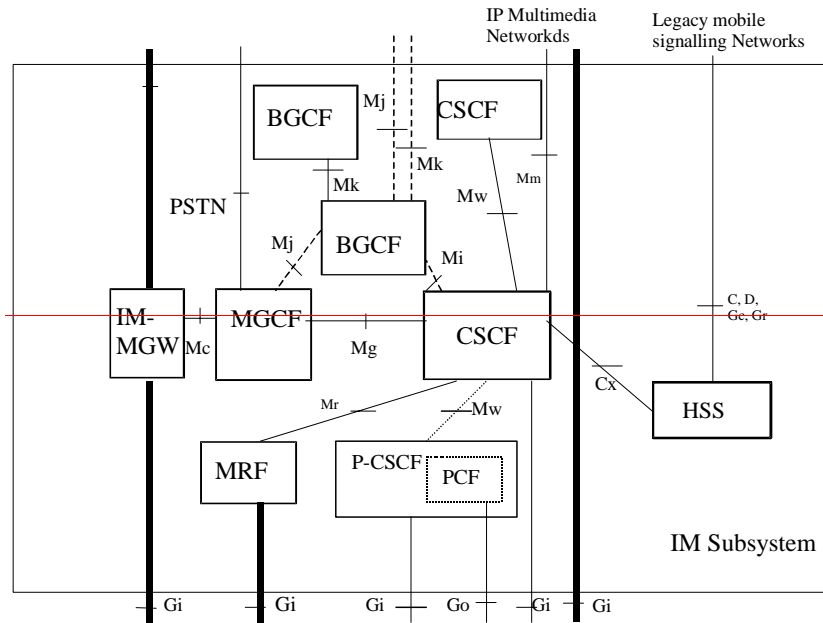 IP Multimedia
Networkds
Legacy mobile
signalling Networks
BGCF
Mj
CSCF
Mk
Mk
Mm
Mw
PSTN
BGCF
Mj
Mi
IM-
MGW
Mc
MGCF
Mg
CSCF
C, D,
Gc, Gr
Cx
HSS
Mr
Mw
MRF
P-CSCF
PCF
IM Subsystem
Gi
Gi
Gi
Go
Gi
Gi